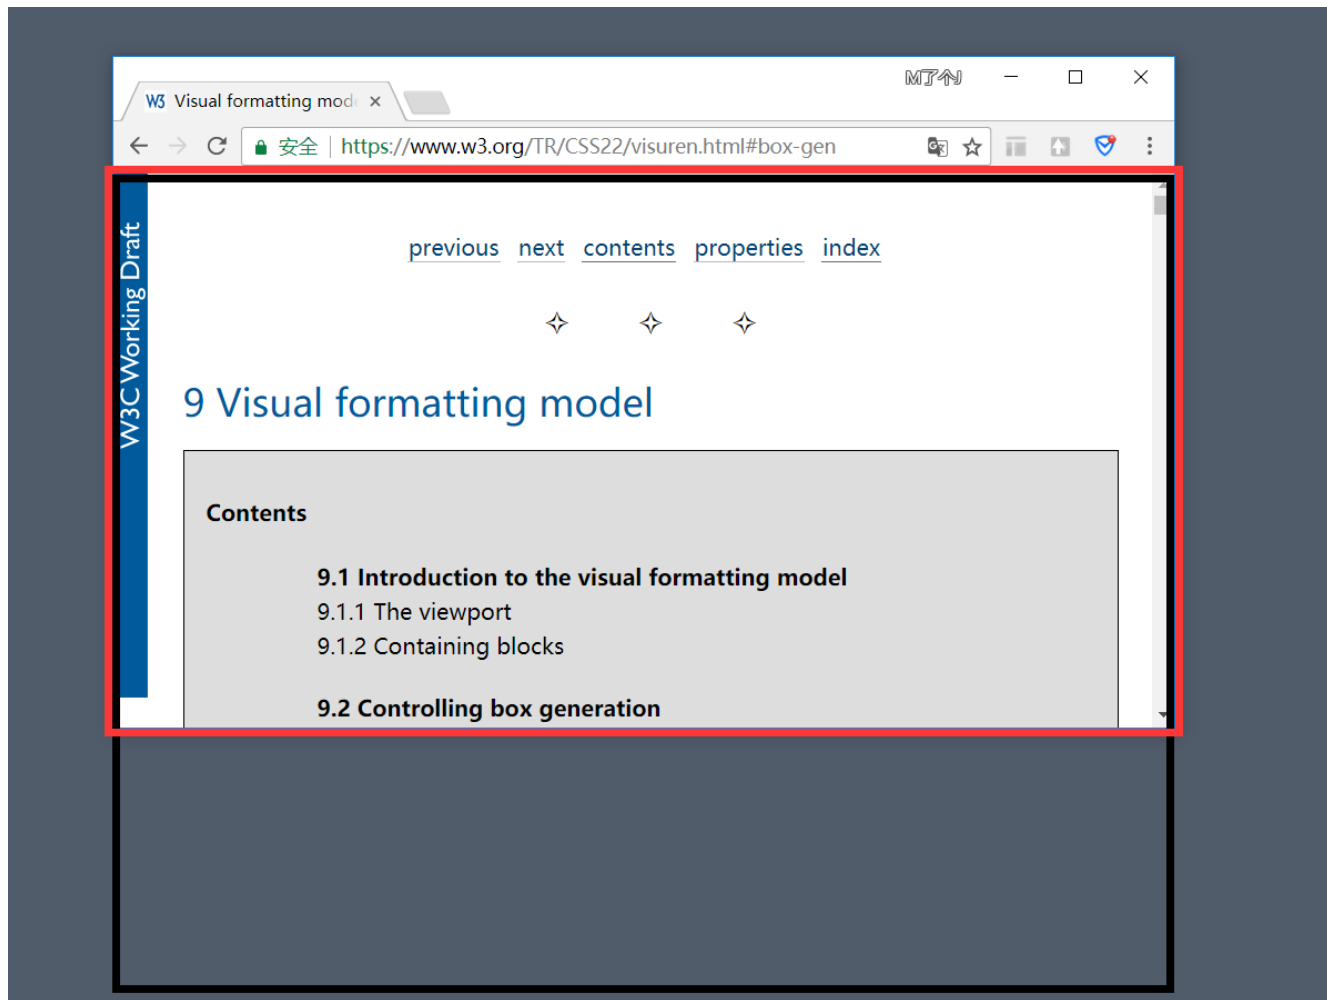 W3 Visual formatting mod
安全 https://www.w3.org/TR/CSS22/visuren.html#box-gen
W3C Working Draft
previous next contents properties index
9 Visual formatting model
Contents
9.1 Introduction to the visual formatting model
9.1.1 The viewport
9.1.2 Containing blocks
9.2 Controlling box generation